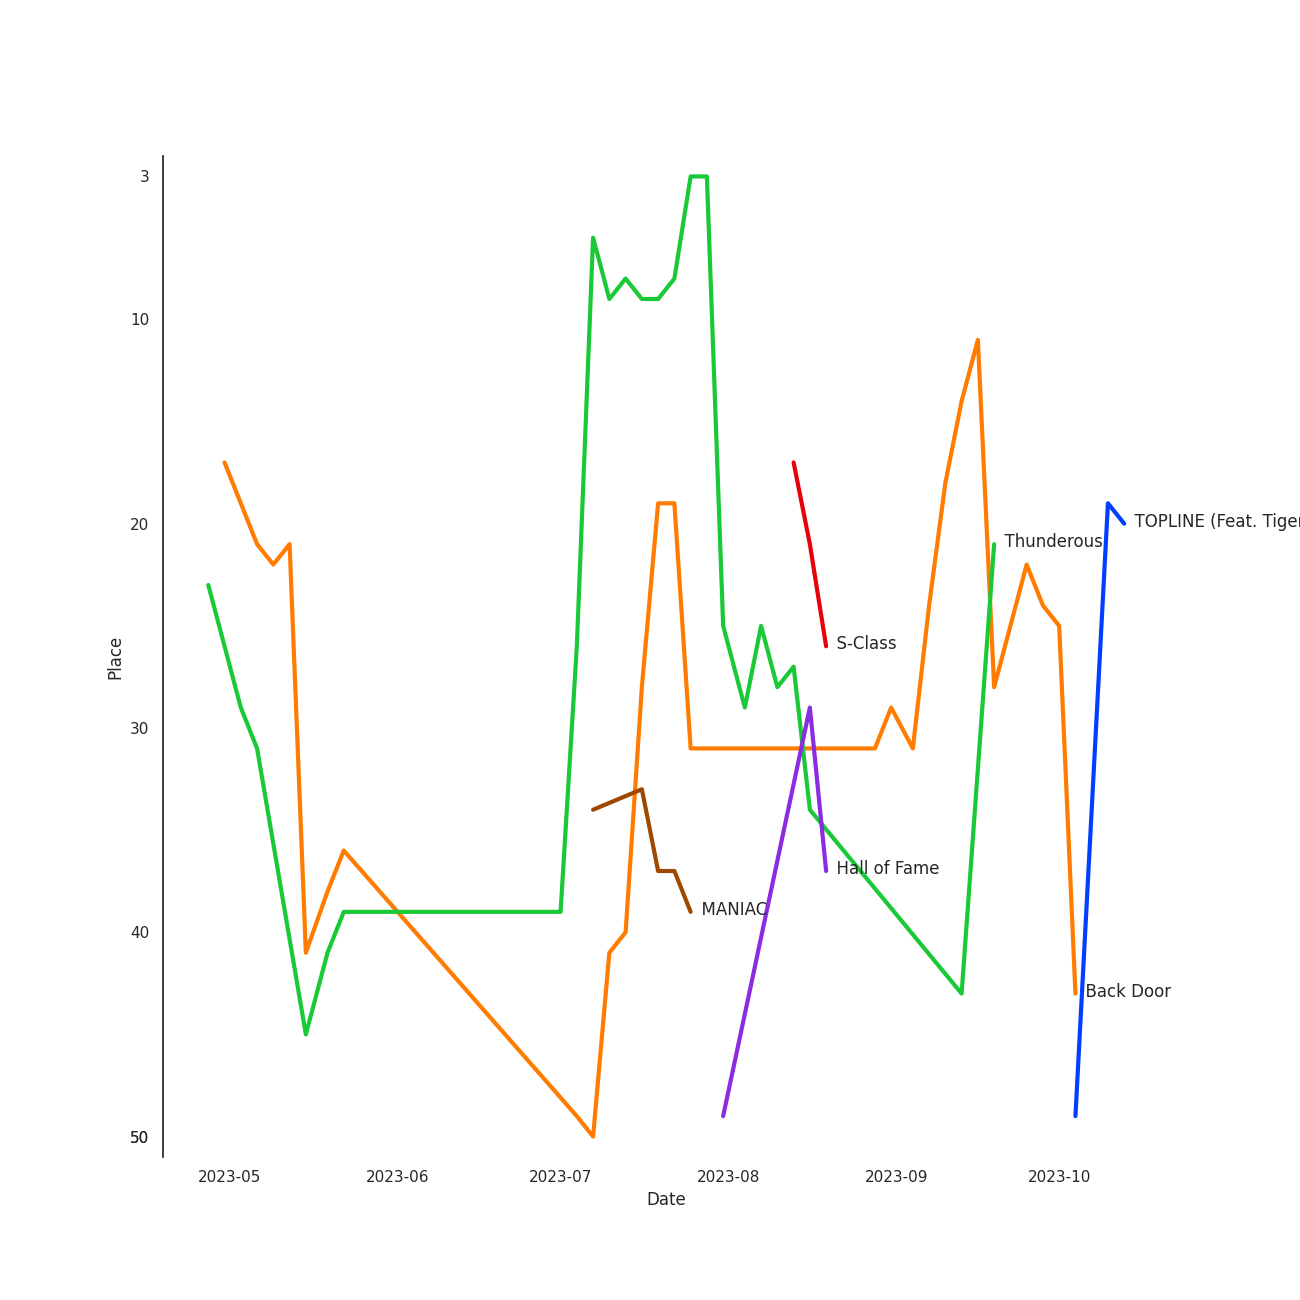 3
10
20
30
40
50
Place
TOPLINE (Feat. Tiger
Thunderous
S-Class
Hall of Fame
MANIAC
Back Door
2023-05
2023-06
2023-07
2023-08
2023-09
2023-10
Date